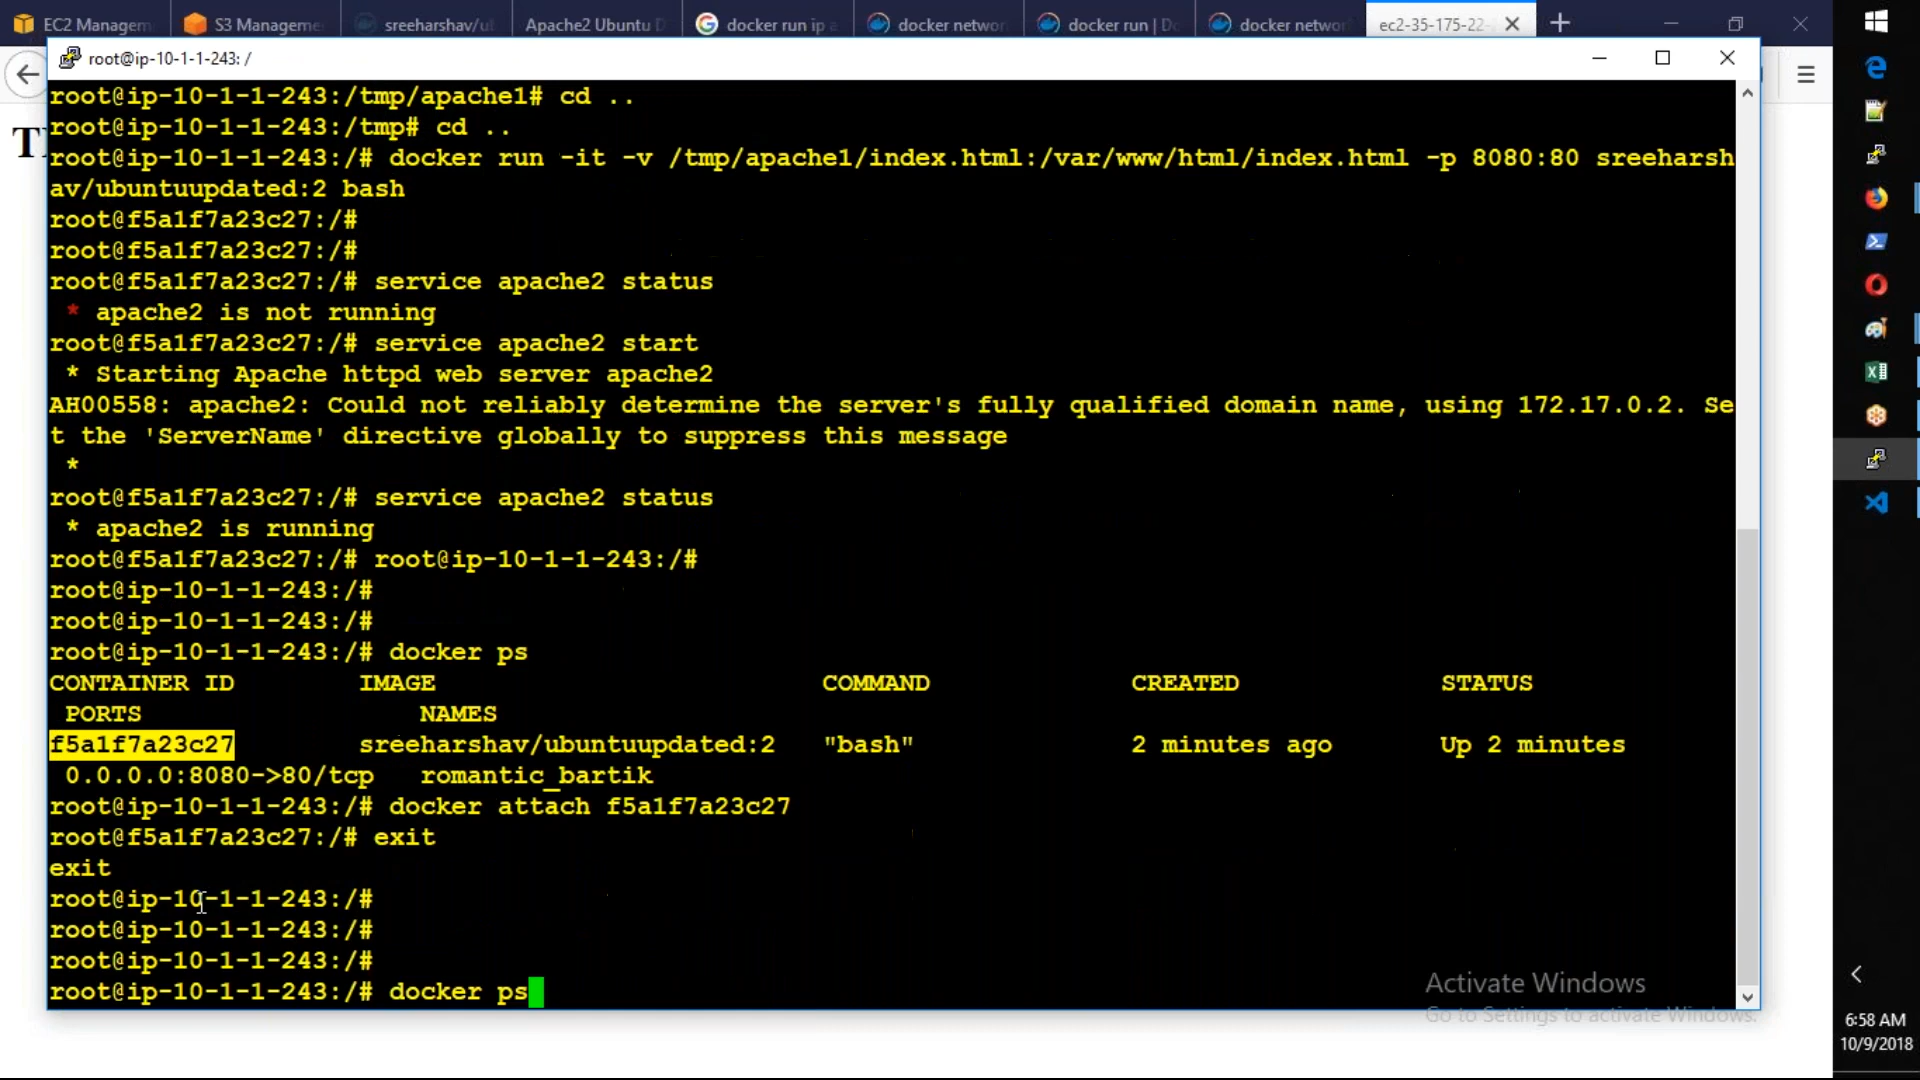 EC2 Managem
S3 Manageme
sreeharshav/u
Apache2 Ubuntu D
docker run ip a
docker networ
docker run | Do
docker networ
ec2-35-175-22-
root@ip-10-1-1-243: /
root@ip-10-1-1-243:/tmp/apache1# cd ..
root@ip-10-1-1-243:/tmp# cd ..
root@ip-10-1-1-243:/# docker run -it -v /tmp/apache1/index.html:/var/www/html/index.html -p 8080:80 sreeharsh
av/ubuntuupdated:2 bash
root@f5a1f7a23c27:/#
root@f5a1f7a23c27:/#
root@f5a1f7a23c27:/# service apache2 status
* apache2 is not running
root@f5a1f7a23c27:/# service apache2 start
* Starting Apache httpd web server apache2
AH00558: apache2: Could not reliably determine the server's fully qualified domain name, using 172.17.0.2. Se
t the 'ServerName' directive globally to suppress this message
*
root@f5a1f7a23c27:/# service apache2 status
* apache2 is running
root@f5a1f7a23c27:/# root@ip-10-1-1-243:/#
root@ip-10-1-1-243:/#
root@ip-10-1-1-243:/#
root@ip-10-1-1-243:/# docker ps
CONTAINER ID IMAGE COMMAND CREATED STATUS
PORTS NAMES
f5a1f7a23c27 sreeharshav/ubuntuupdated:2 "bash" 2 minutes ago Up 2 minutes
0.0.0.0:8080->80/tcp romantic_bartik
root@ip-10-1-1-243:/# docker attach f5a1f7a23c27
root@f5a1f7a23c27:/# exit
exit
root@ip-10-1-1-243:/#
root@ip-10-1-1-243:/#
root@ip-10-1-1-243:/#
root@ip-10-1-1-243:/# docker ps
Activate Windows
Go to Settings to activate Windows.
6:58 AM
10/9/2018